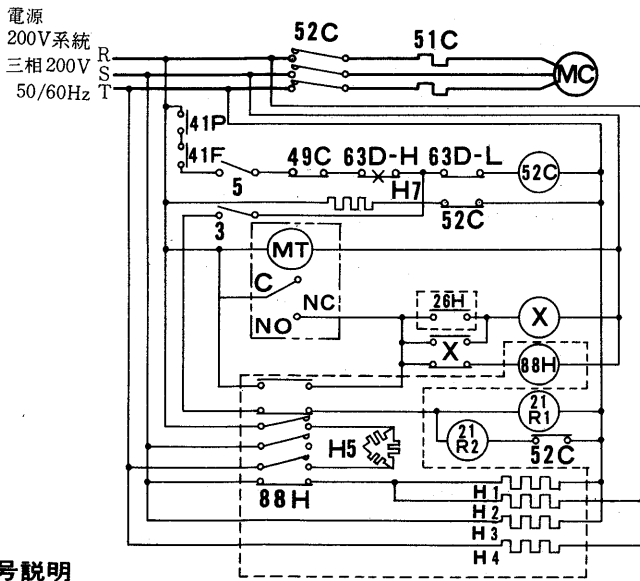 電源
200V系統
三相200V
50/60Hz
R
S
T
52C
51C
MC
41P
41F
5
49C
63D-H
63D-L
52C
H7
52C
3
MT
C
NC
NO
26H
X
X
88H
21
R1
21
R2
52C
H5
88H
H1
H2
H3
H4
号説明